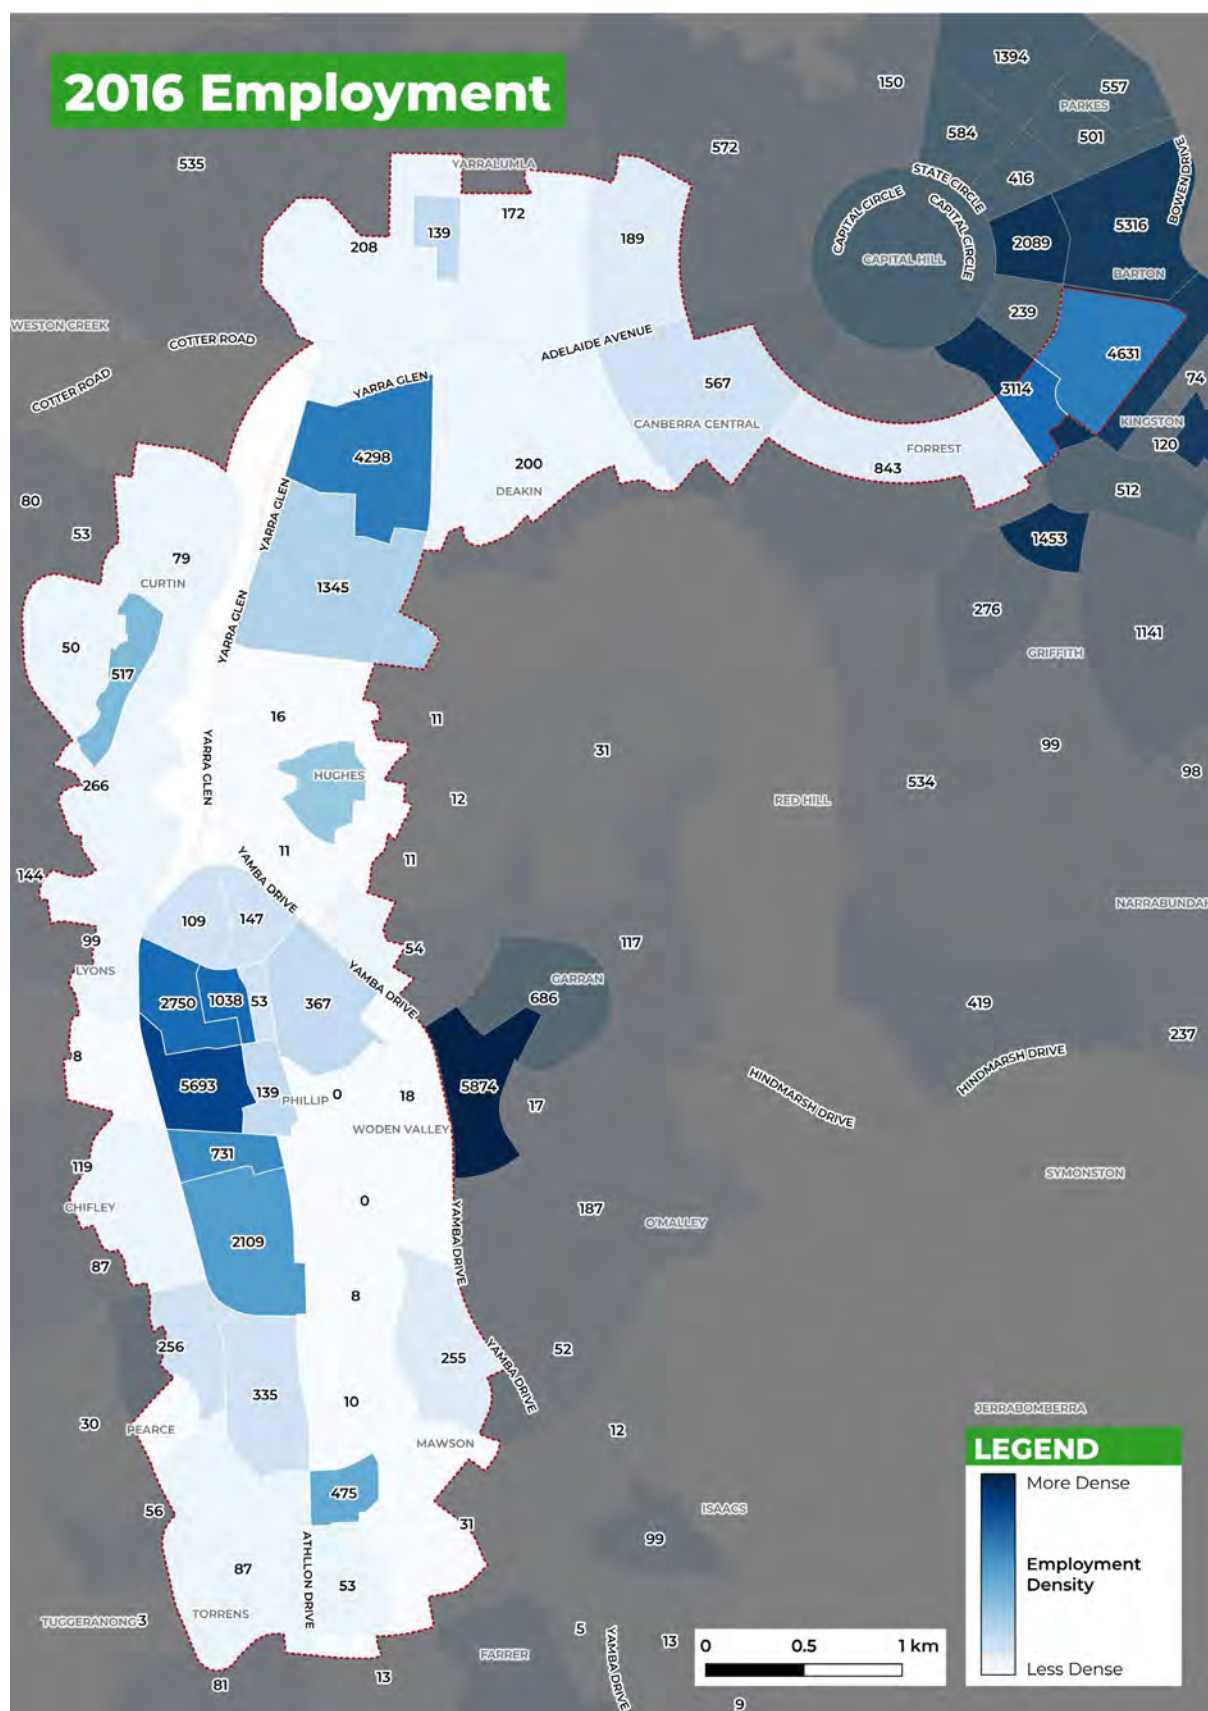 2016 Employment
1394
150
557
PARKES
584
501
572
535
YARRALUMLA
STATE CIRCLE
416
BOWEN DRIVE
CAPITAL CIRCLE
CAPITAL CIRCLE
172
139
208
189
2089
5316
CAPITAL HILL
BARTON
239
WESTON CREEK
COTTER ROAD
ADELAIDE AVENUE
4631
74
COTTER ROAD
YARRA GLEN
567
3114
CANBERRA CENTRAL
KINGSTON
120
4298
FORREST
843
200
DEAKIN
512
80
YARRA GLEN
53
1453
79
CURTIN
1345
276
YARRA GLEN
1141
50
GRIFFITH
517
16
11
31
99
YARRA GLEN
HUGHES
98
266
534
12
RED HILL
11
11
144
YAMBA DRIVE
NARRABUNDAH
109
147
99
54
117
LYONS
YAMBA DRIVE
GARRAN
686
2750
1038
53
367
419
237
8
HINDMARSH DRIVE
HINDMARSH DRIVE
5693
139
PHILLIP
0
18
5874
17
WODEN VALLEY
731
119
SYMONSTON
CHIFLEY
0
187
O'MALLEY
2109
YAMBA DRIVE
87
8
256
255
52
YAMBA DRIVE
335
10
30
PEARCE
12
MAWSON
JERRABOMBERRA
LEGEND
More Dense
475
56
31
ISAACS
99
Employment
Density
ATHLLON DRIVE
87
53
TORRENS
TUGGERANONG
3
5
13
FARRER
YAMBA DRIVE
0 0.5 1 km
Less Dense
81
13
9